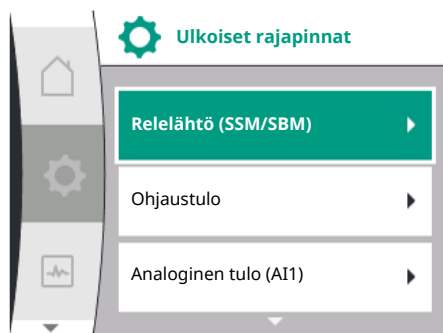 Ulkoiset rajapinnat
Relelähtö (SSM/SBM)
Ohjaustulo
Analoginen tulo (AI1)